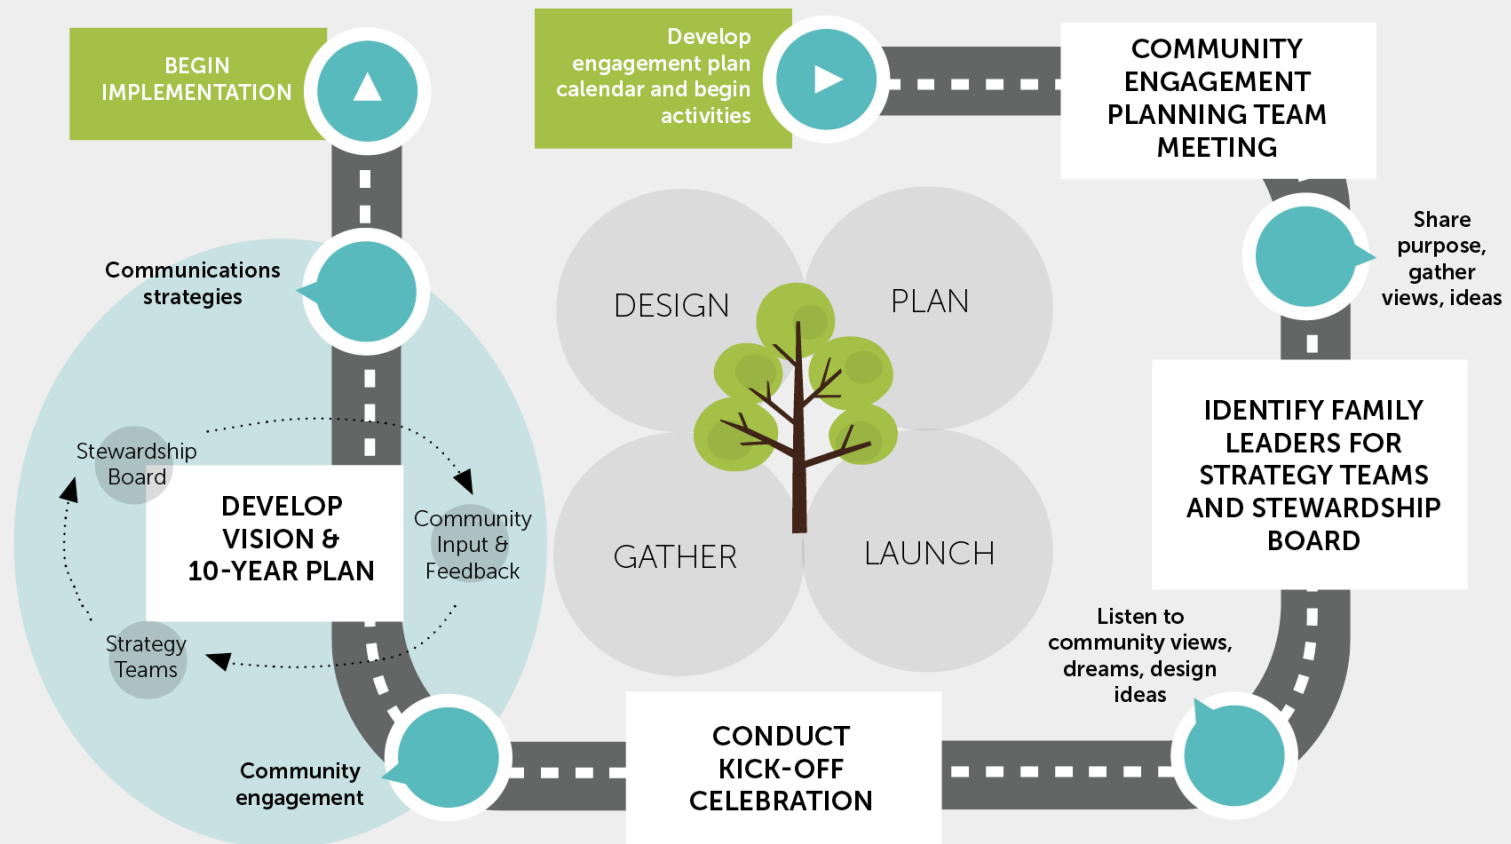 BEGIN
IMPLEMENTATION
Develop
engagement plan
calendar and begin
activities
COMMUNITY
ENGAGEMENT
PLANNING TEAM
MEETING
Share
purpose,
gather
views, ideas
IDENTIFY FAMILY
LEADERS FOR
STRATEGY TEAMS
AND STEWARDSHIP
BOARD
Listen to
community views,
dreams, design
ideas
CONDUCT
KICK-OFF
CELEBRATION
Community
engagement
DEVELOP
VISION &
10-YEAR PLAN
Stewardship
Board
Community
Input &
Feedback
Strategy
Teams
Communications
strategies
DESIGN
PLAN
GATHER
LAUNCH